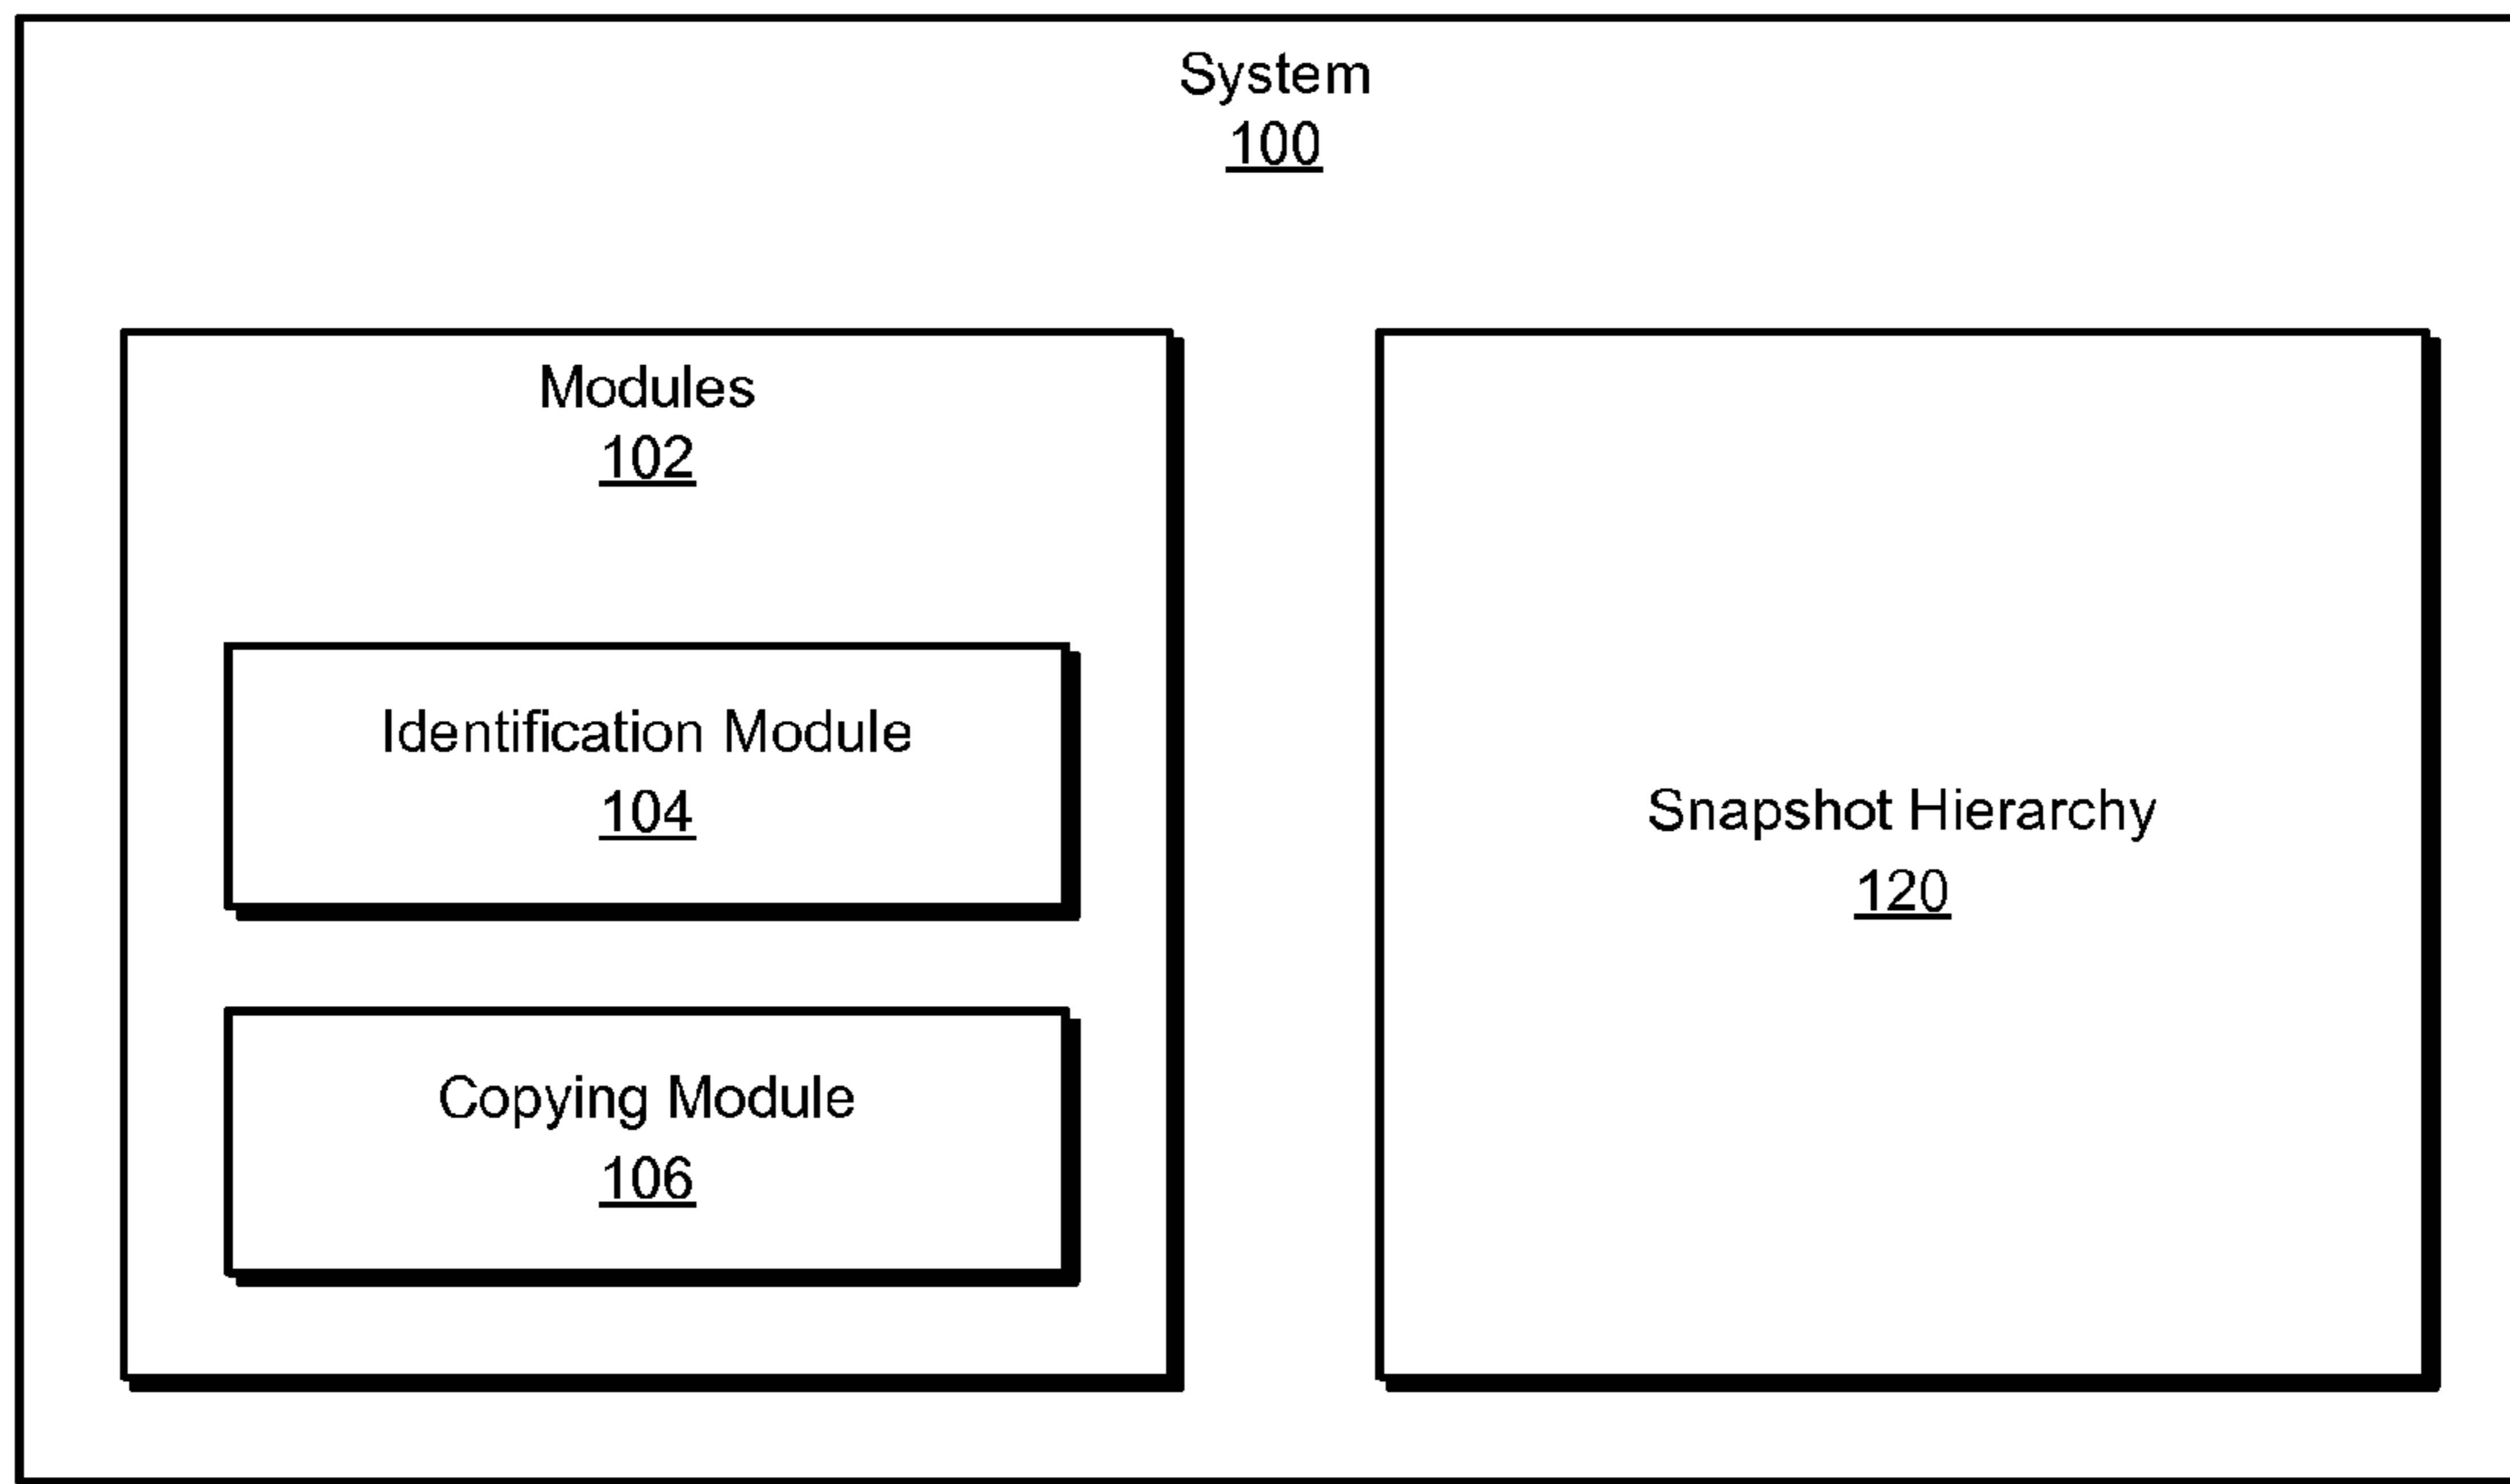 System
100
Modules
102
Identification Module
104
Copying Module
106
Snapshot Hierarchy
120